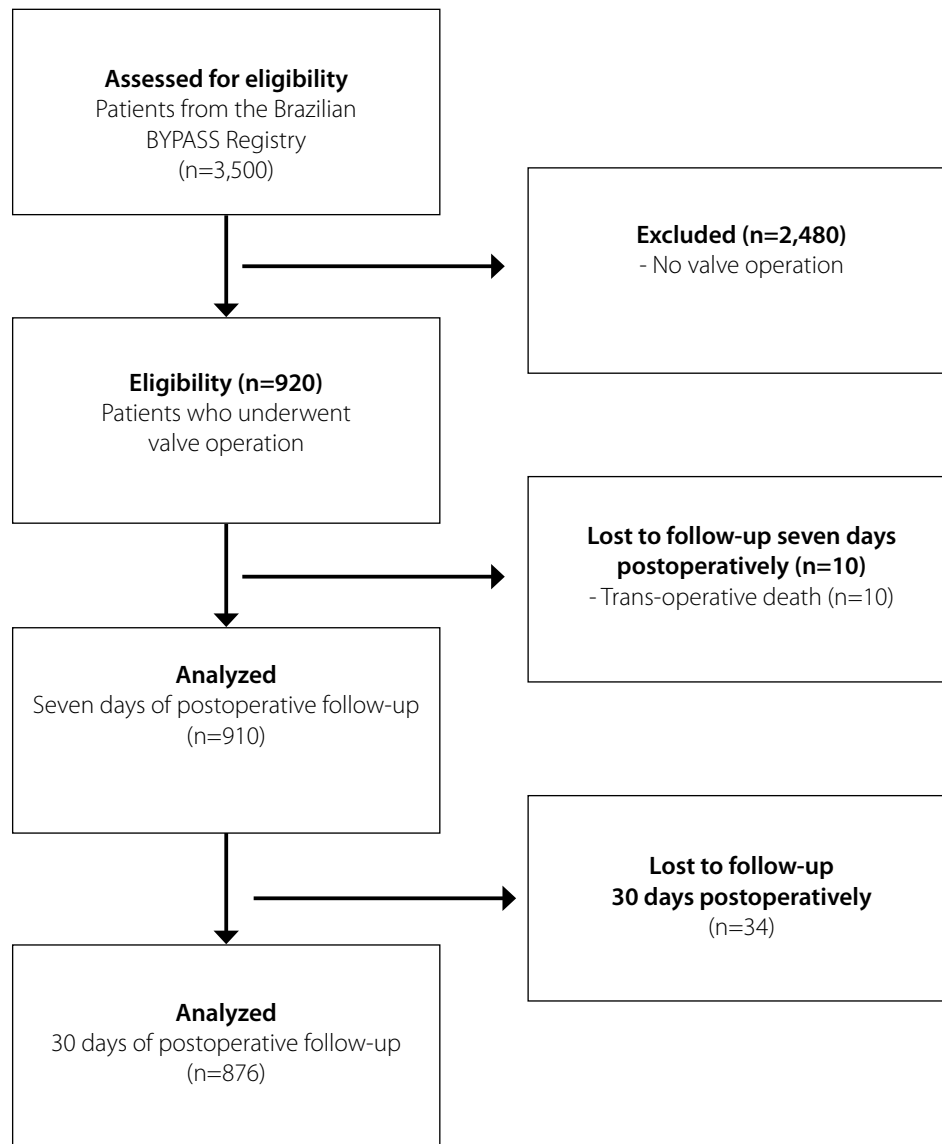 Assessed for eligibility
Patients from the Brazilian
BYPASS Registry
(n=3,500)
Excluded (n=2,480)
- No valve operation
Eligibility (n=920)
Patients who underwent
valve operation
Lost to follow-up seven days
postoperatively (n=10)
- Trans-operative death (n=10)
Analyzed
Seven days of postoperative follow-up
(n=910)
Lost to follow-up
30 days postoperatively
(n=34)
Analyzed
30 days of postoperative follow-up
(n=876)